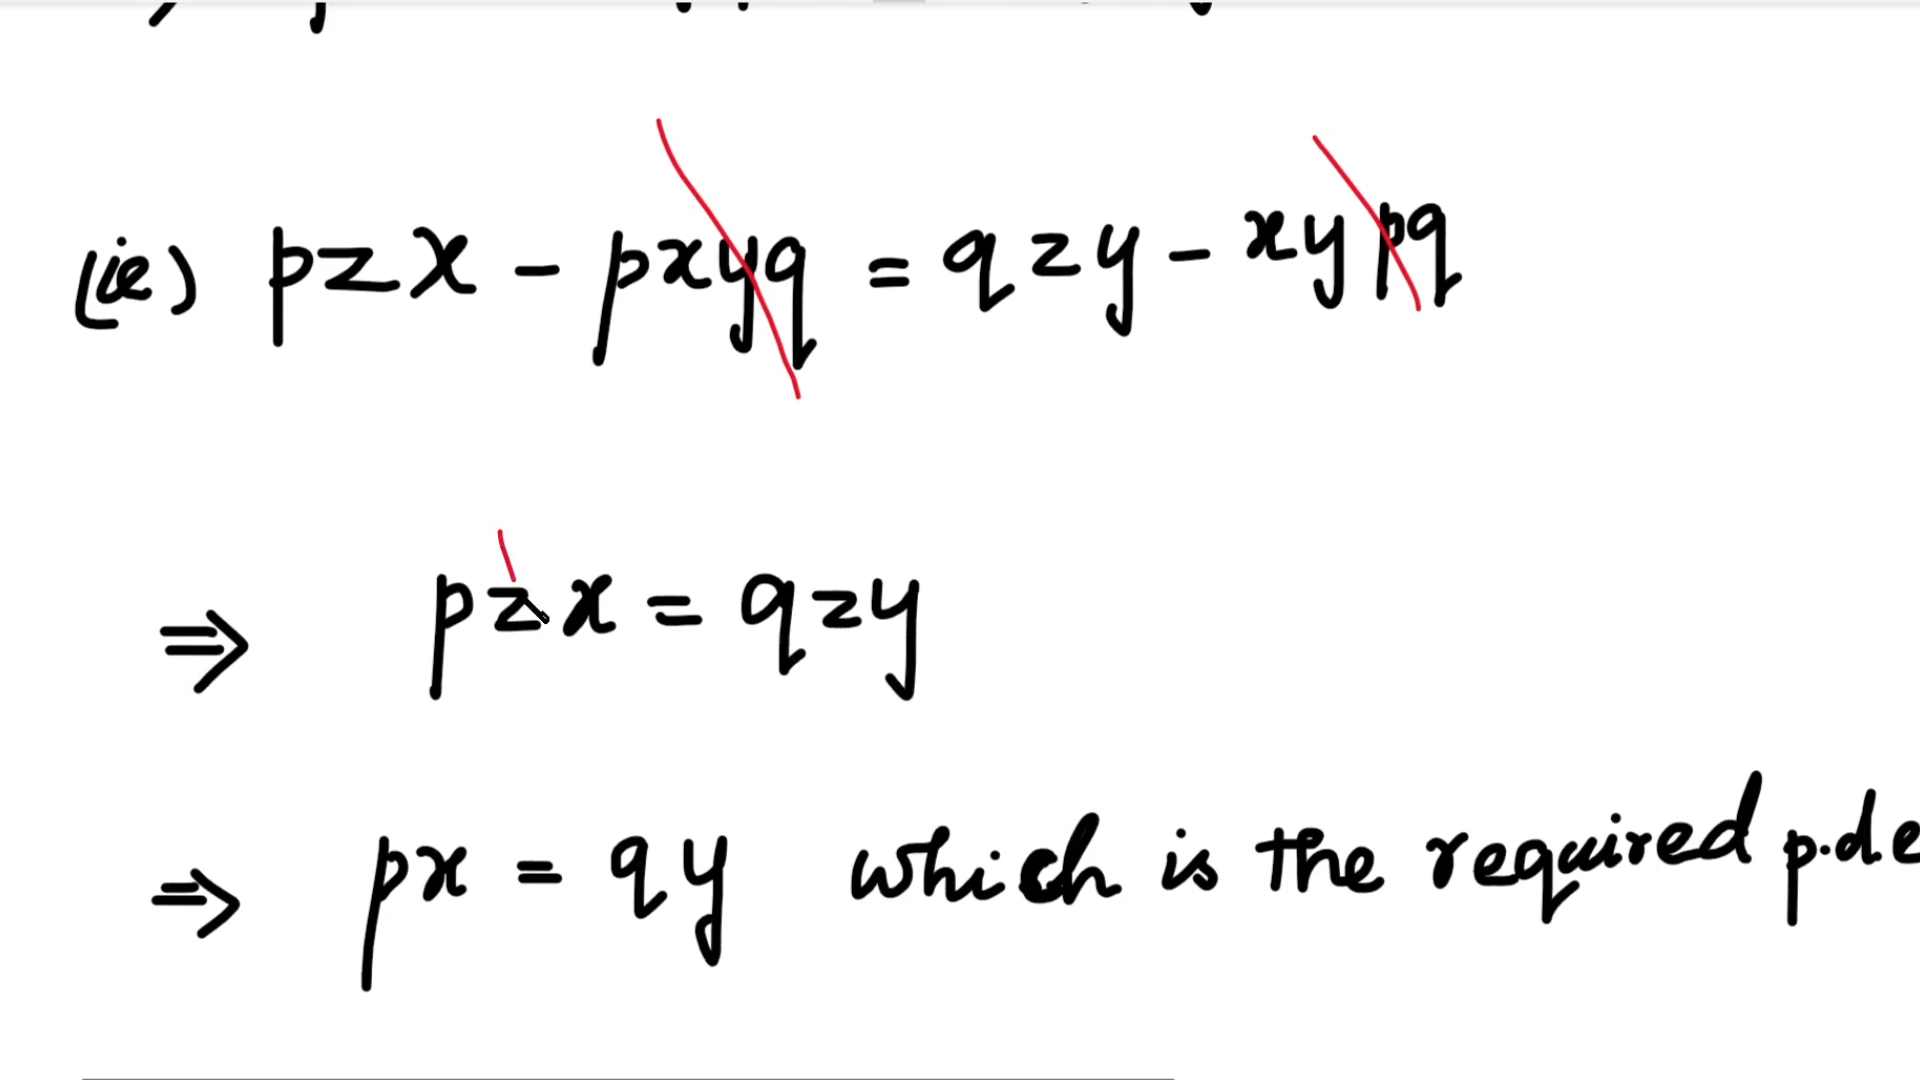 (ie) pzx - pxyq = qzy - xypq
⇒ pzx = qzy
⇒ px = qy which is the required p.de